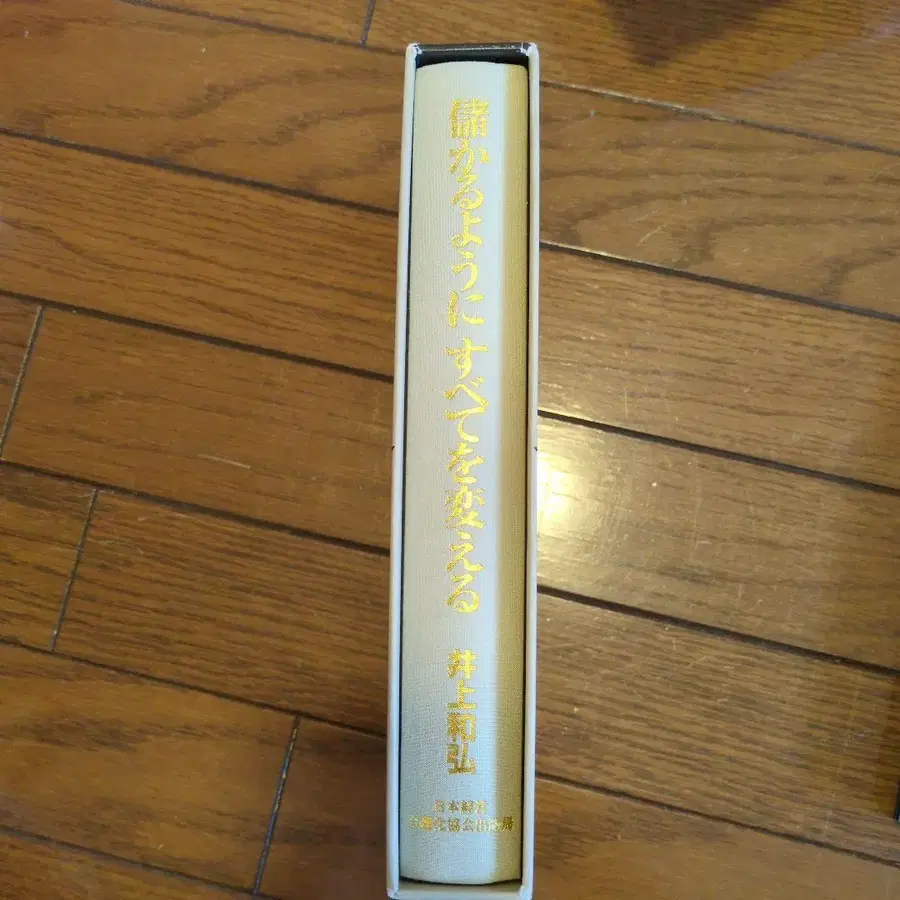 儲かるように すべてを変える
井上和弘
日本経営
合理化協会出版局